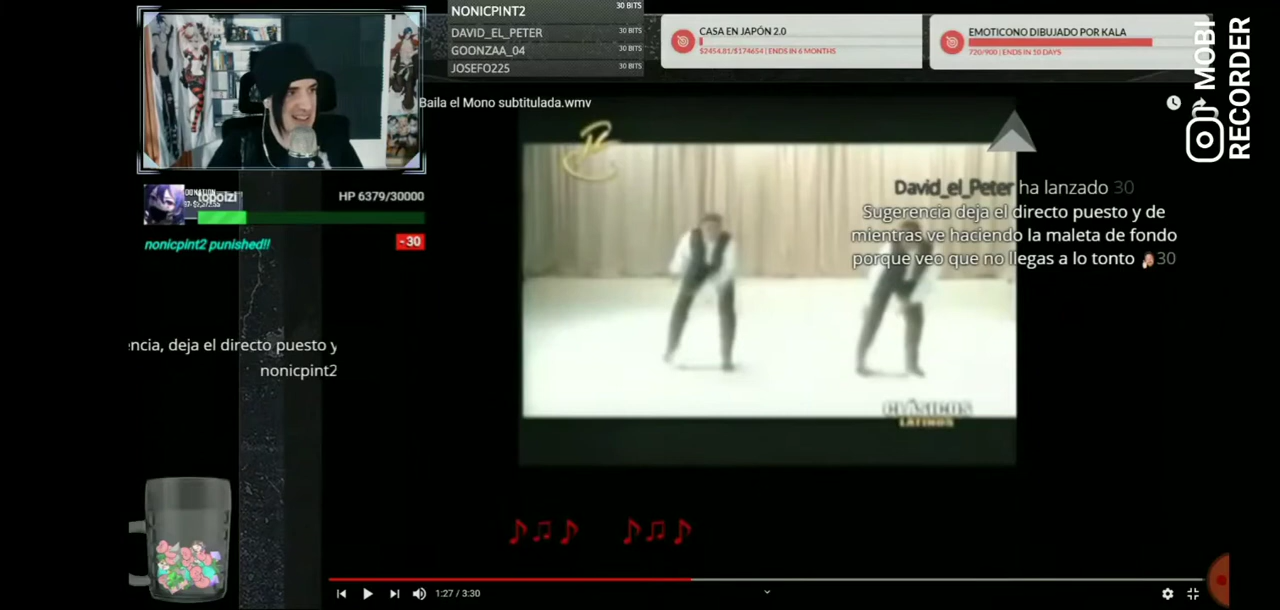 NONICPINT2 30 BITS
DAVID_EL_PETER 30 BITS
GOONZAA_04 30 BITS
JOSEFO225 30 BITS
CASA EN JAPÓN 2.0
$2454.81/$174654 | ENDS IN 6 MONTHS
EMOTICONO DIBUJADO POR KALA
720/900 | ENDS IN 10 DAYS
MOBI
RECORDER
Baila el Mono subtitulada.wmv
topolzi
HP 6379/30000
nonicpint2 punished!!
-30
David_el_Peter ha lanzado 30
Sugerencia deja el directo puesto y de
mientras ve haciendo la maleta de fondo
porque veo que no llegas a lo tonto 30
encia, deja el directo puesto y
nonicpint2
CLÁSICOS
LATINOS
1:27 / 3:30